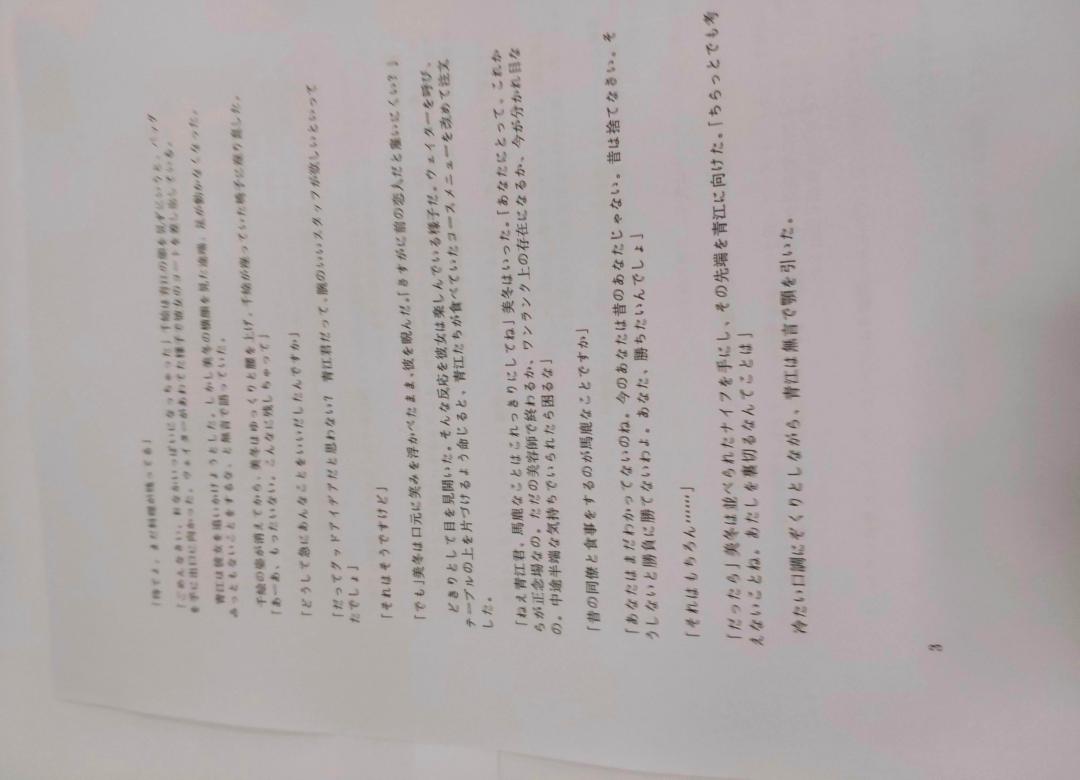 「待てよ。まだ料理が残ってる」
「ごめんなさい。おなかいっぱいになっちゃった」千絵は青江の顔を見ずにいうと、バッグ
を手に出口に向かった。ウェイターがあわてた様子で彼女のコートを差し出している。
青江は彼女を追いかけようとした。しかし美冬の横顔を見た途端、足が動かなくなった。
みっともないことをするな、と無言で語っていた。
千絵の姿が消えてから、美冬はゆっくりと腰を上げ、千絵が座っていた椅子に座り直した。
「あーあ、もったいない。こんなに残しちゃって」
「どうして急にあんなことをいいだしたんですか」
「だってグッドアイデアだと思わない? 青江君だって、腕のいいスタッフが欲しいといって
たでしょ」
「それはそうですけど」
「でも」美冬は口元に笑みを浮かべたまま、彼を睨んだ。「さすがに前の恋人だと雇いにくい?」
どきりとして目を見開いた。そんな反応を彼女は楽しんでいる様子だ。ウェイターを呼び、
テーブルの上を片づけるよう命じると、青江たちが食べていたコースメニューを改めて注文
した。
「ねえ青江君、馬鹿なことはこれっきりにしてね」美冬はいった。「あなたにとって、これか
らが正念場なの。ただの美容師で終わるか、ワンランク上の存在になるか、今が分かれ目な
の。中途半端な気持ちでいられたら困るな」
「昔の同僚と食事をするのが馬鹿なことですか」
「あなたはまだわかってないのね。今のあなたは昔のあなたじゃない。昔は捨てなさい。そ
うしないと勝負に勝てないわよ。あなた、勝ちたいんでしょ」
「それはもちろん……」
「だったら」美冬は並べられたナイフを手にし、その先端を青江に向けた。「ちらっとでも考
えないことね。あたしを裏切るなんてことは」
冷たい口調にぞくりとしながら、青江は無言で顎を引いた。
3